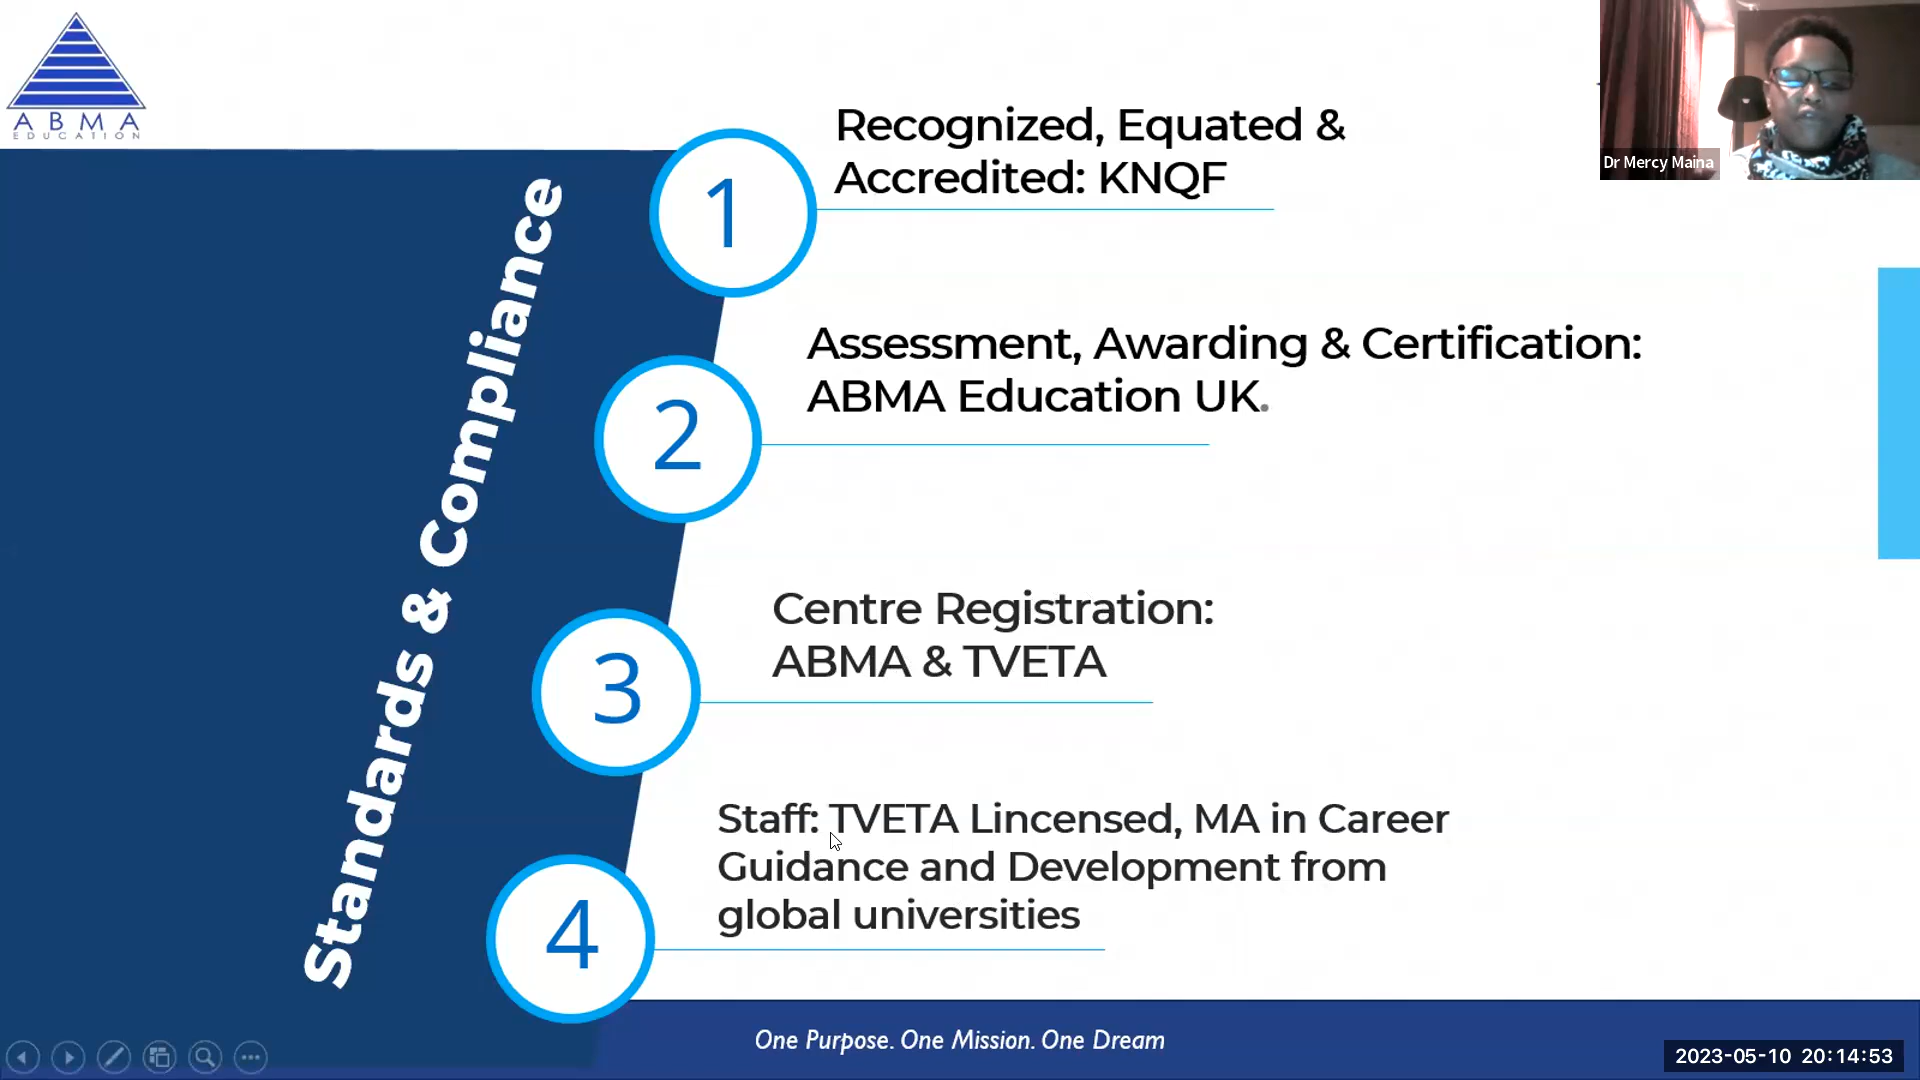 ABMA
EDUCATION
Standards & Compliance
1
Recognized, Equated &
Accredited: KNQF
2
Assessment, Awarding & Certification:
ABMA Education UK.
3
Centre Registration:
ABMA & TVETA
4
Staff: TVETA Lincensed, MA in Career
Guidance and Development from
global universities
One Purpose. One Mission. One Dream
Dr Mercy Maina
2023-05-10 20:14:53